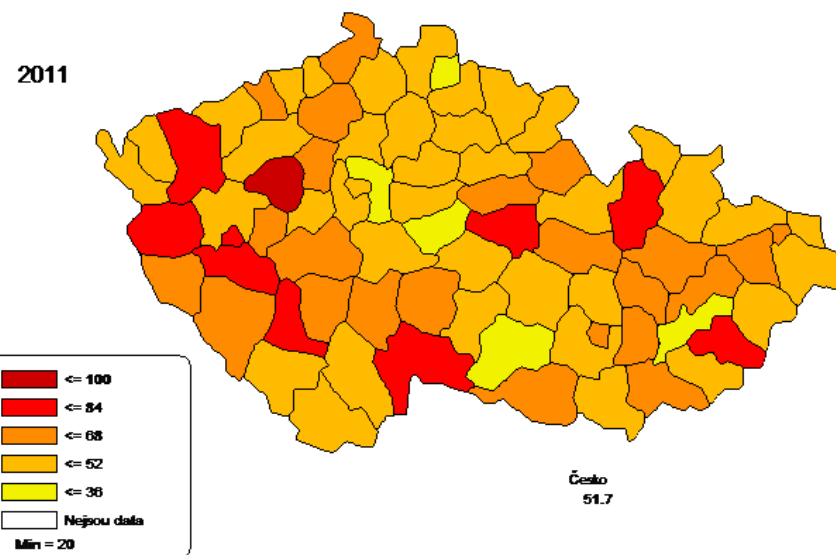 2011
<= 100
<= 84
<= 68
<= 52
<= 36
Nejsou data
Min = 20
Česko
51.7